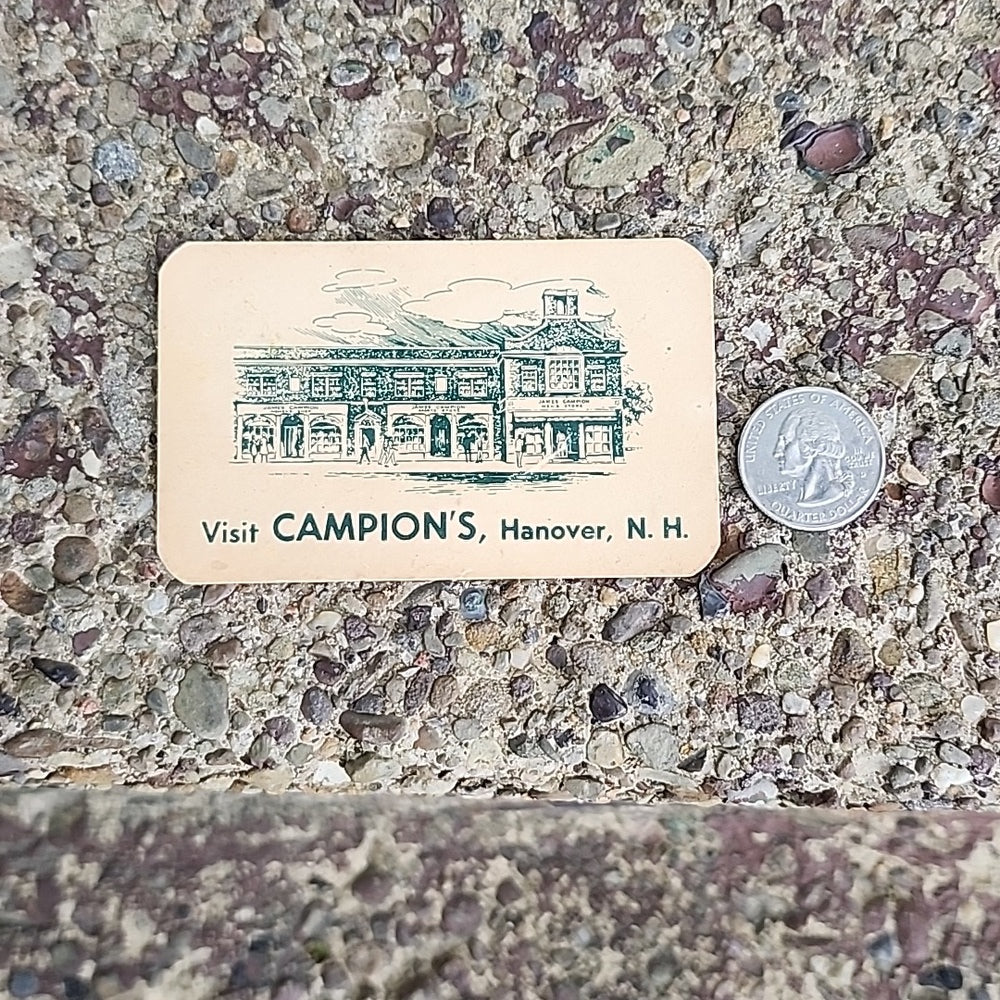 JAMES CAMPION
JAMES CAMPION
JAMES CAMPION
MEN'S STORE
Visit CAMPION'S, Hanover, N. H.
UNITED STATES OF AMERICA
LIBERTY
IN GOD WE
TRUST
QUARTER DOLLAR